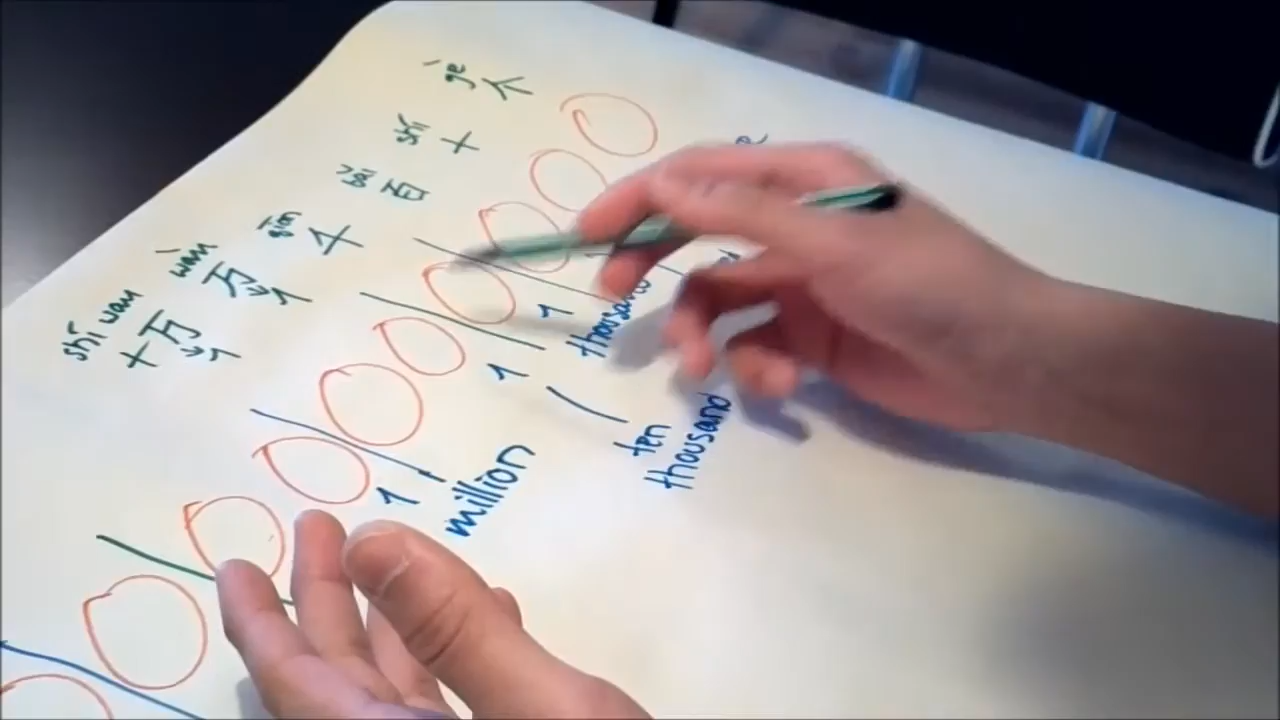 gè 个
shí 十
bǎi 百
qiān 千
wàn 万
shí wan 十万
1 thousand
1
ten
thousand
1 million